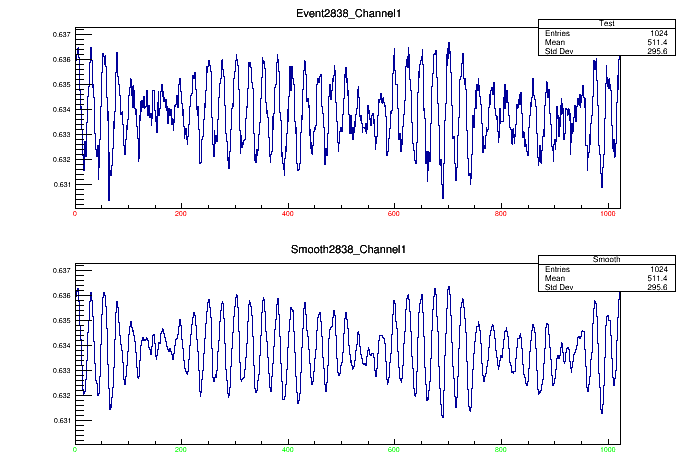 Event2838_Channel1
Test
Entries 1024
Mean 511.4
Std Dev 295.6
0.637
0.636
0.635
0.634
0.633
0.632
0.631
0 200 400 600 800 1000
Smooth2838_Channel1
Smooth
Entries 1024
Mean 511.4
Std Dev 295.6
0.637
0.636
0.635
0.634
0.633
0.632
0.631
0 200 400 600 800 1000